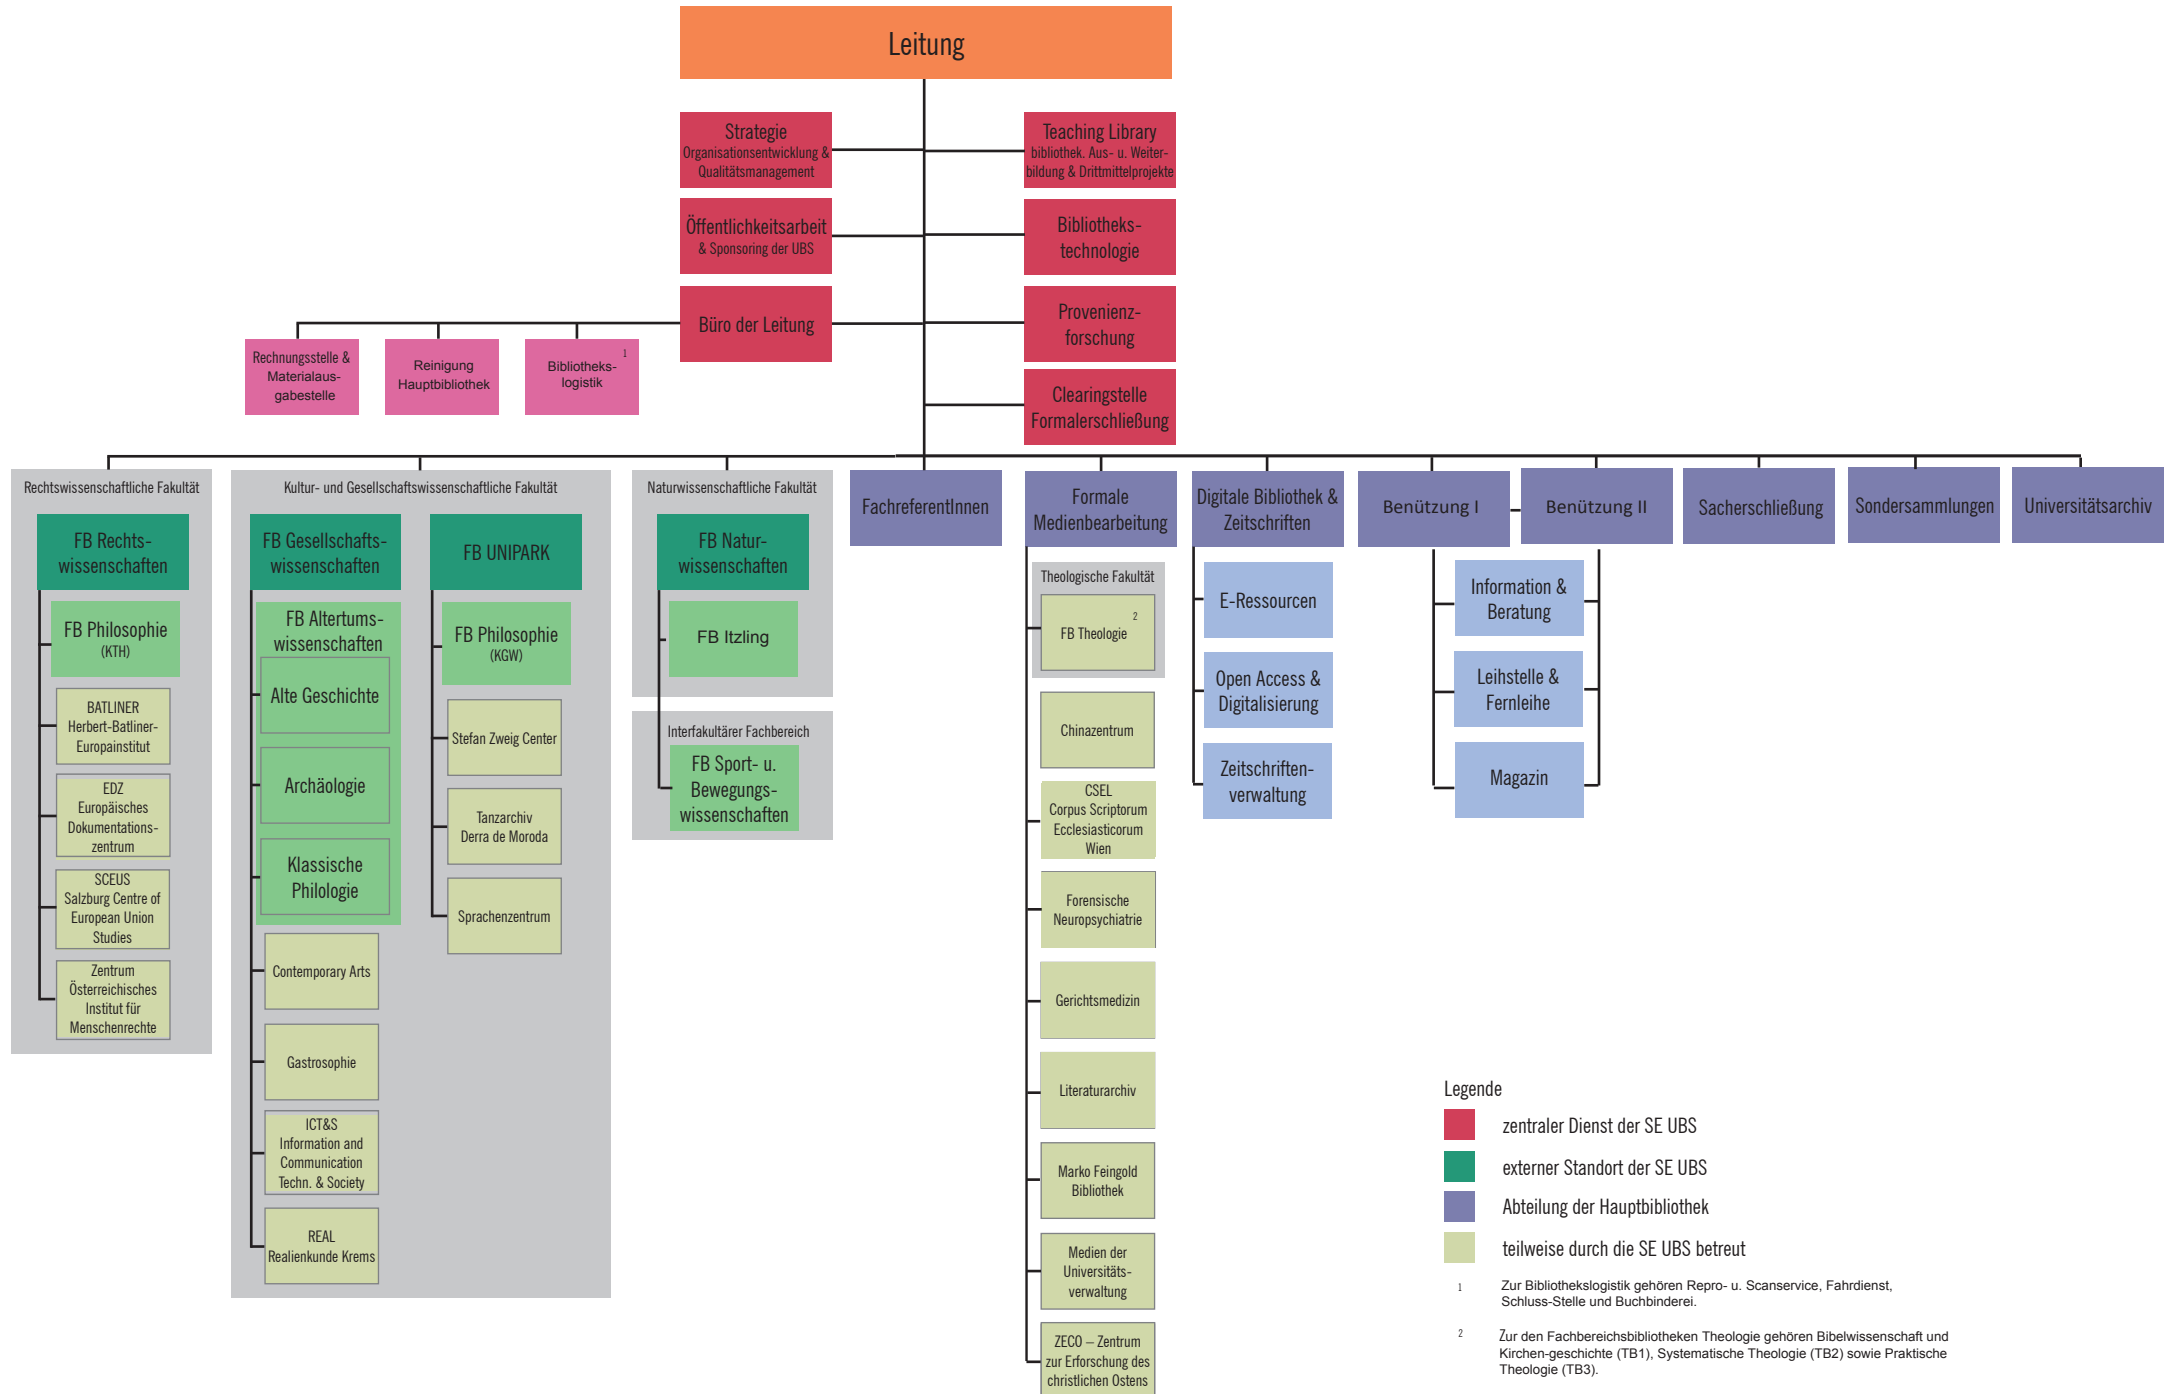 Leitung
Strategie
Organisationsentwicklung &
Qualitätsmanagement
Teaching Library
bibliothek. Aus- u. Weiter-
bildung & Drittmittelprojekte
Öffentlichkeitsarbeit
& Sponsoring der UBS
Bibliotheks-
technologie
Büro der Leitung
Provenienz-
forschung
Rechnungsstelle &
Materialaus-
gabestelle
Reinigung
Hauptbibliothek
1
Bibliotheks-
logistik
Clearingstelle
Formalerschließung
Rechtswissenschaftliche Fakultät
FB Rechts-
wissenschaften
FB Philosophie
(KTH)
BATLINER
Herbert-Batliner-
Europainstitut
EDZ
Europäisches
Dokumentations-
zentrum
SCEUS
Salzburg Centre of
European Union
Studies
Zentrum
Österreichisches
Institut für
Menschenrechte
Kultur- und Gesellschaftswissenschaftliche Fakultät
FB Gesellschafts-
wissenschaften
FB Altertums-
wissenschaften
Alte Geschichte
Archäologie
Klassische
Philologie
Contemporary Arts
Gastrosophie
ICT&S
Information and
Communication
Techn. & Society
REAL
Realienkunde Krems
FB UNIPARK
FB Philosophie
(KGW)
Stefan Zweig Center
Tanzarchiv
Derra de Moroda
Sprachenzentrum
Naturwissenschaftliche Fakultät
FB Natur-
wissenschaften
FB Itzling
Interfakultärer Fachbereich
FB Sport- u.
Bewegungs-
wissenschaften
FachreferentInnen
Formale
Medienbearbeitung
Theologische Fakultät
2
FB Theologie
Chinazentrum
CSEL
Corpus Scriptorum
Ecclesiasticorum
Wien
Forensische
Neuropsychiatrie
Gerichtsmedizin
Literaturarchiv
Marko Feingold
Bibliothek
Medien der
Universitäts-
verwaltung
ZECO – Zentrum
zur Erforschung des
christlichen Ostens
Digitale Bibliothek &
Zeitschriften
E-Ressourcen
Open Access &
Digitalisierung
Zeitschriften-
verwaltung
Benützung I
Benützung II
Information &
Beratung
Leihstelle &
Fernleihe
Magazin
Sacherschließung
Sondersammlungen
Universitätsarchiv
Legende
zentraler Dienst der SE UBS
externer Standort der SE UBS
Abteilung der Hauptbibliothek
teilweise durch die SE UBS betreut
1 Zur Bibliothekslogistik gehören Repro- u. Scanservice, Fahrdienst,
Schluss-Stelle und Buchbinderei.
2 Zur den Fachbereichsbibliotheken Theologie gehören Bibelwissenschaft und
Kirchen-geschichte (TB1), Systematische Theologie (TB2) sowie Praktische
Theologie (TB3).